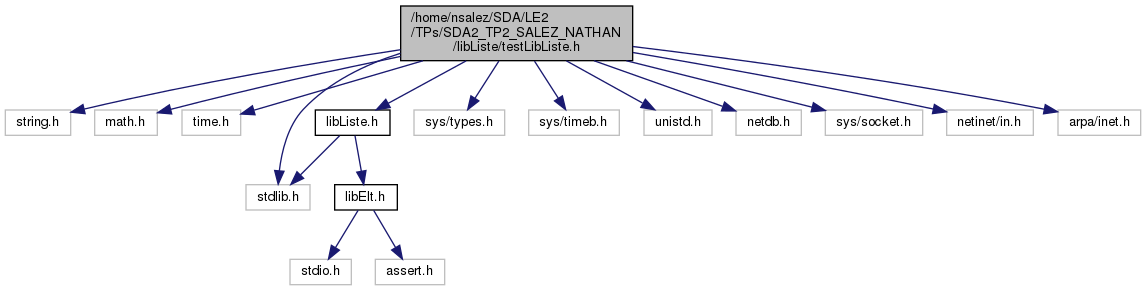 /home/nsalez/SDA/LE2
/TPs/SDA2_TP2_SALEZ_NATHAN
/libListe/testLibListe.h
string.h
math.h
time.h
libListe.h
sys/types.h
sys/timeb.h
unistd.h
netdb.h
sys/socket.h
netinet/in.h
arpa/inet.h
stdlib.h
libElt.h
stdio.h
assert.h